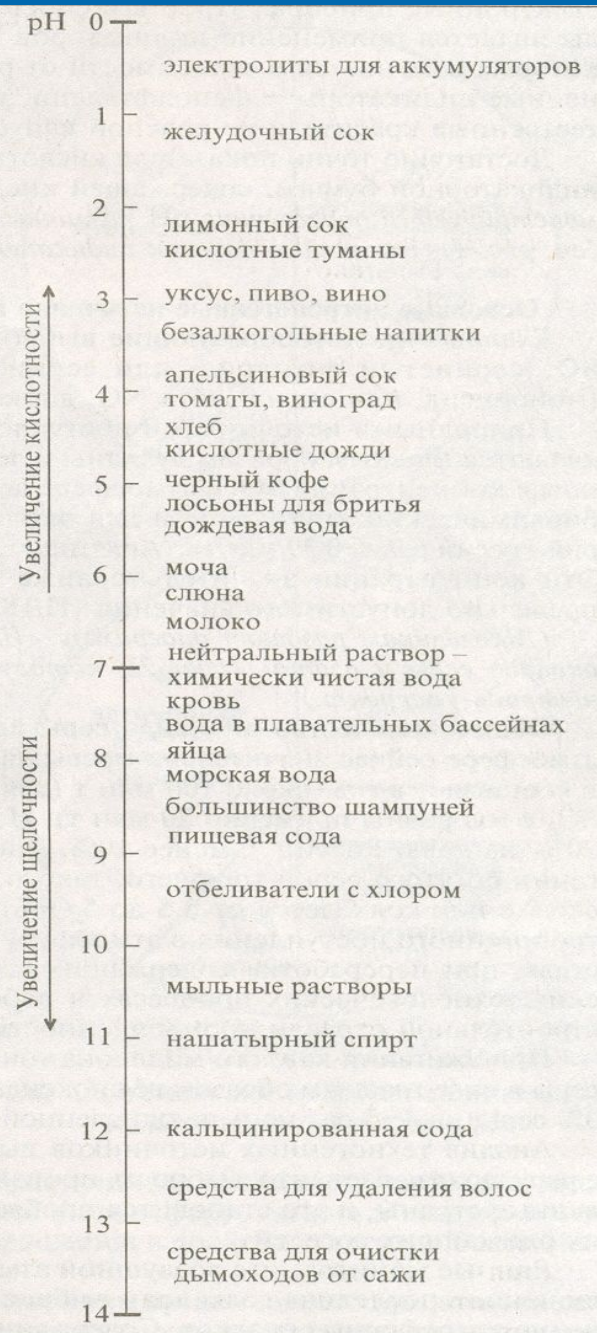 pH 0
электролиты для аккумуляторов
1
желудочный сок
2
лимонный сок
кислотные туманы
3
уксус, пиво, вино
безалкогольные напитки
апельсиновый сок
4
томаты, виноград
хлеб
кислотные дожди
5
черный кофе
лосьоны для бритья
дождевая вода
6
моча
слюна
молоко
нейтральный раствор –
7
химически чистая вода
кровь
вода в плавательных бассейнах
8
яйца
морская вода
большинство шампуней
пищевая сода
9
отбеливатели с хлором
10
мыльные растворы
11
нашатырный спирт
12
кальцинированная сода
средства для удаления волос
13
средства для очистки
дымоходов от сажи
14
Увеличение кислотности
Увеличение щелочности